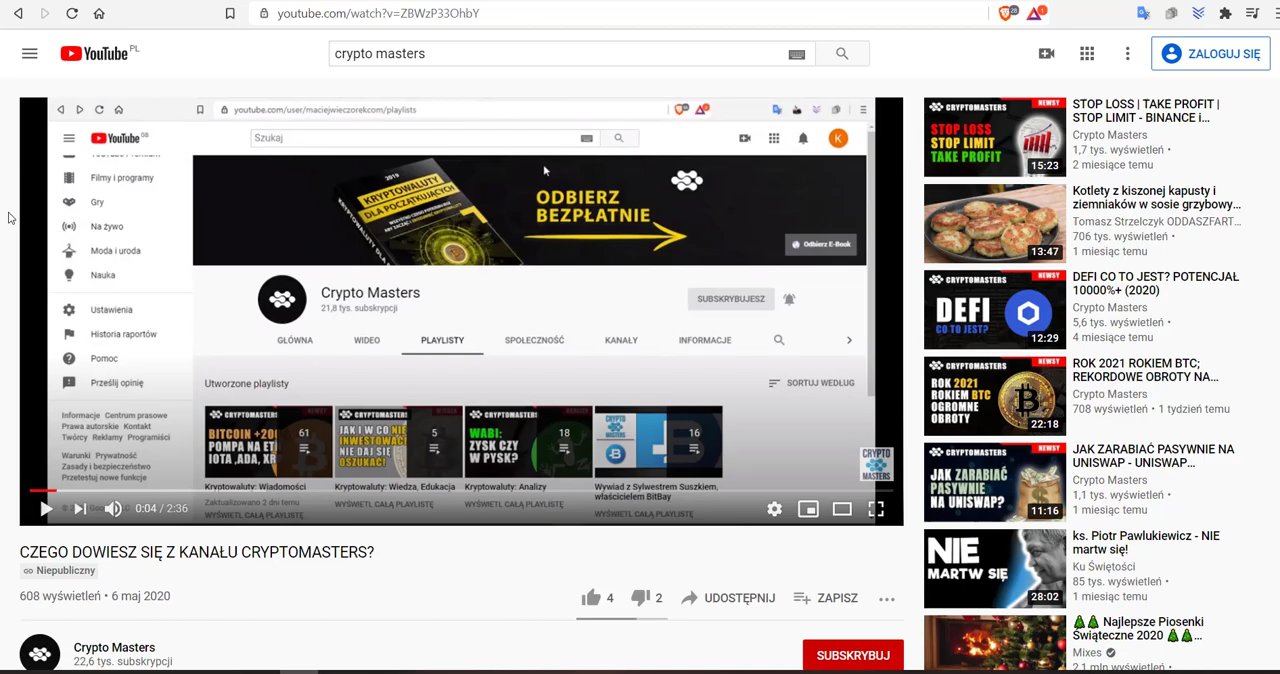 youtube.com/watch?v=ZBWzP33OhbY
28
1
YouTube PL
crypto masters
ZALOGUJ SIĘ
youtube.com/user/maciejwieczorekcom/playlists
YouTube GB
Szukaj
K
Filmy i programy
Gry
Na żywo
Moda i uroda
Nauka
Ustawienia
Historia raportów
Pomoc
Prześlij opinię
Informacje Centrum prasowe
Prawa autorskie Kontakt
Twórcy Reklamy Programiści
Warunki Prywatność
Zasady i bezpieczeństwo
Przetestuj nowe funkcje
2019
KRYPTOWALUTY
DLA POCZĄTKUJĄCYCH
ODBIERZ
BEZPŁATNIE
Odbierz E-Book
Crypto Masters
21,8 tys. subskrypcji
SUBSKRYBUJESZ
GŁÓWNA WIDEO PLAYLISTY SPOŁECZNOŚĆ KANAŁY INFORMACJE
Utworzone playlisty
SORTUJ WEDŁUG
CRYPTOMASTERS
BITCOIN +200
POMPA NA ET
IOTA ,ADA, XR
61
Kryptowaluty: Wiadomości
Zaktualizowano 2 dni temu
WYŚWIETL CAŁĄ PLAYLISTĘ
CRYPTOMASTERS
JAK I W CO NIE
INWESTOWAĆ
NIE DAJ SIĘ
OSZUKAĆ!
5
Kryptowaluty: Wiedza, Edukacja
WYŚWIETL CAŁĄ PLAYLISTĘ
CRYPTOMASTERS
WABI:
ZYSK CZY
W PYSK?
18
Kryptowaluty: Analizy
WYŚWIETL CAŁĄ PLAYLISTĘ
CRYPTO
MASTERS
16
Wywiad z Sylwestrem Suszkiem,
właścicielem BitBay
WYŚWIETL CAŁĄ PLAYLISTĘ
CRYPTO
MASTERS
0:04 / 2:36
CZEGO DOWIESZ SIĘ Z KANAŁU CRYPTOMASTERS?
Niepubliczny
608 wyświetleń • 6 maj 2020
4
2
UDOSTĘPNIJ
ZAPISZ
Crypto Masters
22,6 tys. subskrypcji
SUBSKRYBUJ
CRYPTOMASTERS NEWSY
STOP LOSS
STOP LIMIT
TAKE PROFIT
15:23
STOP LOSS | TAKE PROFIT |
STOP LIMIT - BINANCE i...
Crypto Masters
1,7 tys. wyświetleń •
2 miesiące temu
13:47
Kotlety z kiszonej kapusty i
ziemniaków w sosie grzybowy...
Tomasz Strzelczyk ODDASZFART...
706 tys. wyświetleń •
1 miesiąc temu
CRYPTOMASTERS NEWSY
DEFI
CO TO JEST?
12:29
DEFI CO TO JEST? POTENCJAŁ
10000%+ (2020)
Crypto Masters
5,6 tys. wyświetleń •
4 miesiące temu
CRYPTOMASTERS NEWSY
ROK 2021
ROKIEM BTC
OGROMNE
OBROTY
22:18
ROK 2021 ROKIEM BTC;
REKORDOWE OBROTY NA...
Crypto Masters
708 wyświetleń • 1 tydzień temu
CRYPTOMASTERS NEWSY
JAK ZARABIAĆ
PASYWNIE
NA UNISWAP?
11:16
JAK ZARABIAĆ PASYWNIE NA
UNISWAP - UNISWAP...
Crypto Masters
1,1 tys. wyświetleń •
1 miesiąc temu
NIE
MARTW SIĘ
28:02
ks. Piotr Pawlukiewicz - NIE
martw się!
Ku Świętości
85 tys. wyświetleń •
1 miesiąc temu
Najlepsze Piosenki
Świąteczne 2020
Mixes
2,1 mln wyświetleń •